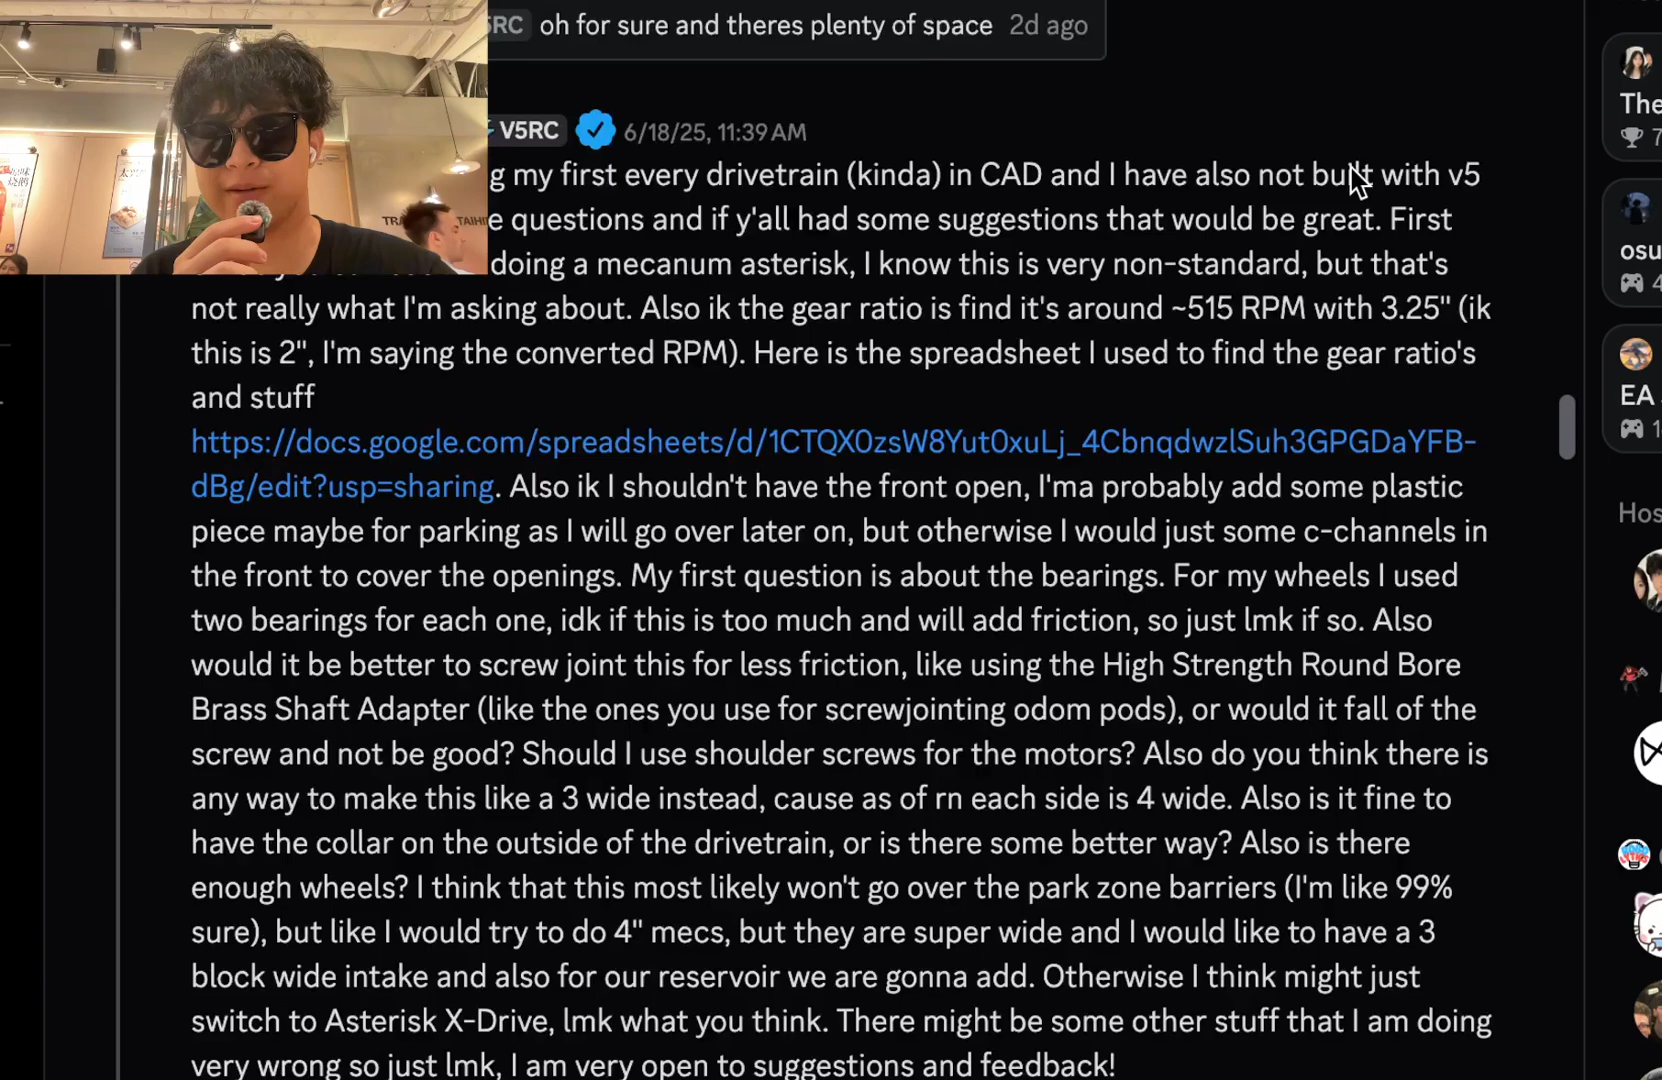 RC oh for sure and theres plenty of space 2d ago
V5RC 6/18/25, 11:39 AM
g my first every drivetrain (kinda) in CAD and I have also not built with v5
e questions and if y'all had some suggestions that would be great. First
doing a mecanum asterisk, I know this is very non-standard, but that's
not really what I'm asking about. Also ik the gear ratio is find it's around ~515 RPM with 3.25" (ik
this is 2", I'm saying the converted RPM). Here is the spreadsheet I used to find the gear ratio's
and stuff
https://docs.google.com/spreadsheets/d/1CTQX0zsW8Yut0xuLj_4CbnqdwzlSuh3GPGDaYFB-
dBg/edit?usp=sharing. Also ik I shouldn't have the front open, I'ma probably add some plastic
piece maybe for parking as I will go over later on, but otherwise I would just some c-channels in
the front to cover the openings. My first question is about the bearings. For my wheels I used
two bearings for each one, idk if this is too much and will add friction, so just lmk if so. Also
would it be better to screw joint this for less friction, like using the High Strength Round Bore
Brass Shaft Adapter (like the ones you use for screwjointing odom pods), or would it fall of the
screw and not be good? Should I use shoulder screws for the motors? Also do you think there is
any way to make this like a 3 wide instead, cause as of rn each side is 4 wide. Also is it fine to
have the collar on the outside of the drivetrain, or is there some better way? Also is there
enough wheels? I think that this most likely won't go over the park zone barriers (I'm like 99%
sure), but like I would try to do 4" mecs, but they are super wide and I would like to have a 3
block wide intake and also for our reservoir we are gonna add. Otherwise I think might just
switch to Asterisk X-Drive, lmk what you think. There might be some other stuff that I am doing
very wrong so just lmk, I am very open to suggestions and feedback!
The
7
osu
4
EA
1
Hos